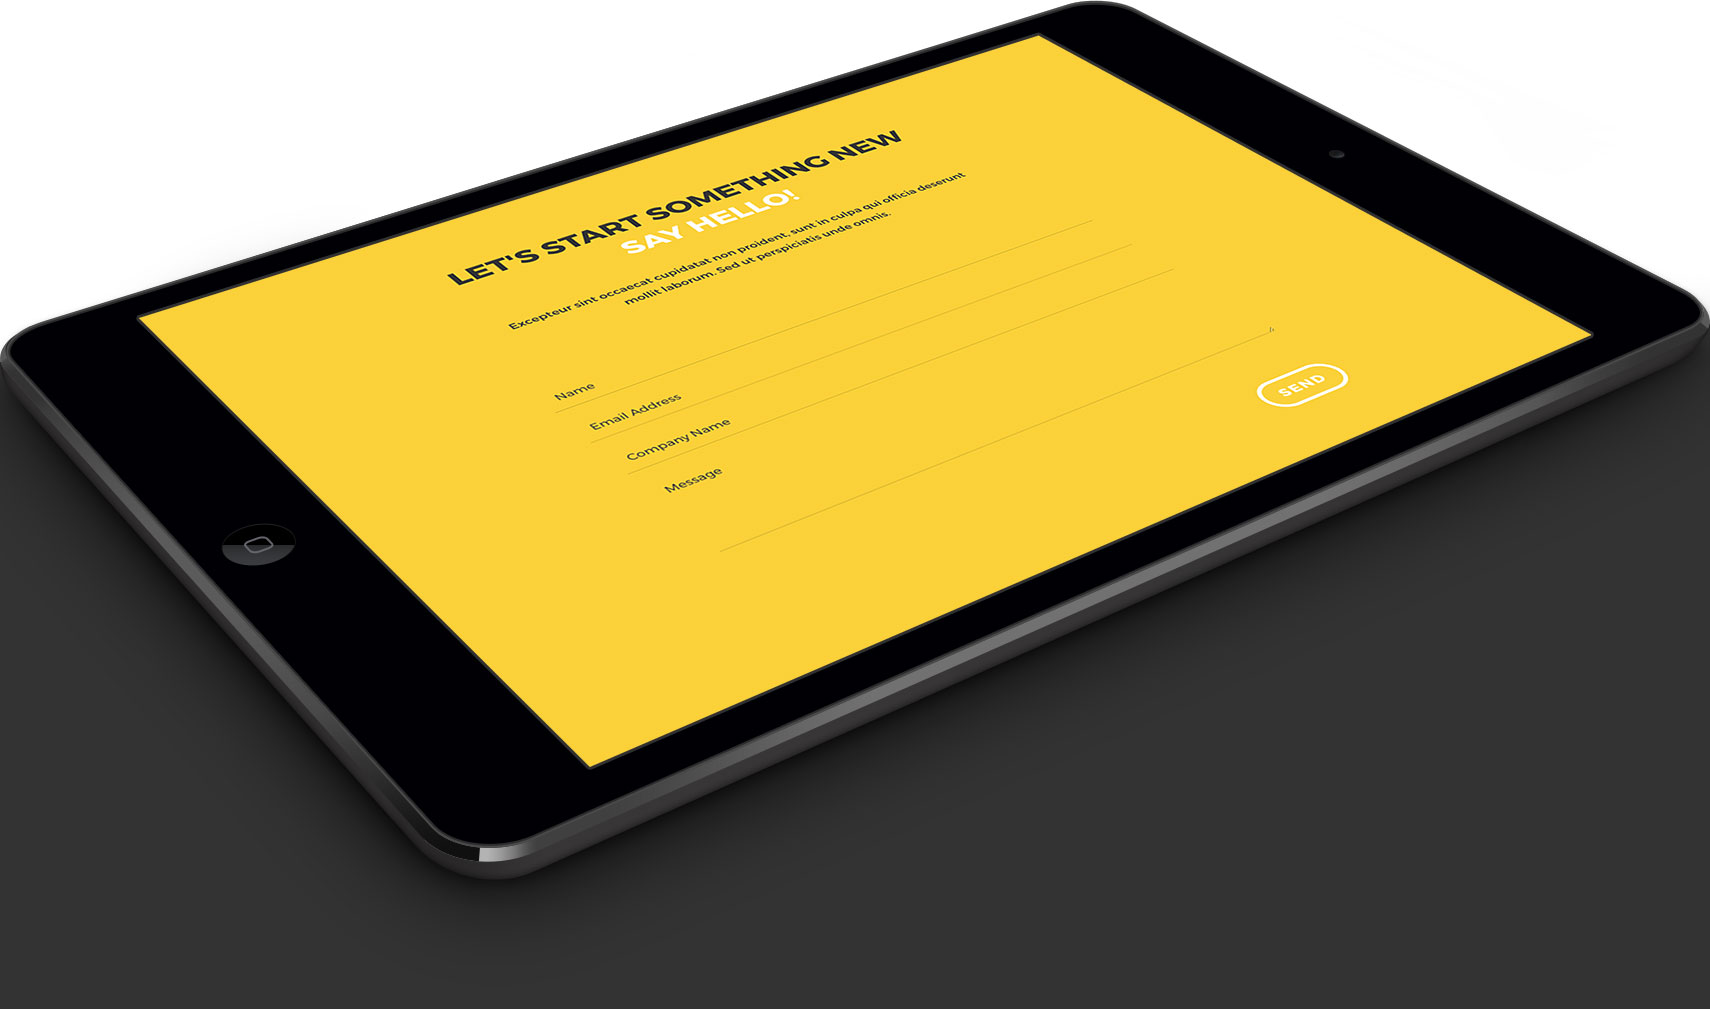 LET'S START SOMETHING NEW
SAY HELLO!
Excepteur sint occaecat cupidatat non proident, sunt in culpa qui officia deserunt
mollit laborum. Sed ut perspiciatis unde omnis.
Name
Email Address
Company Name
Message
SEND